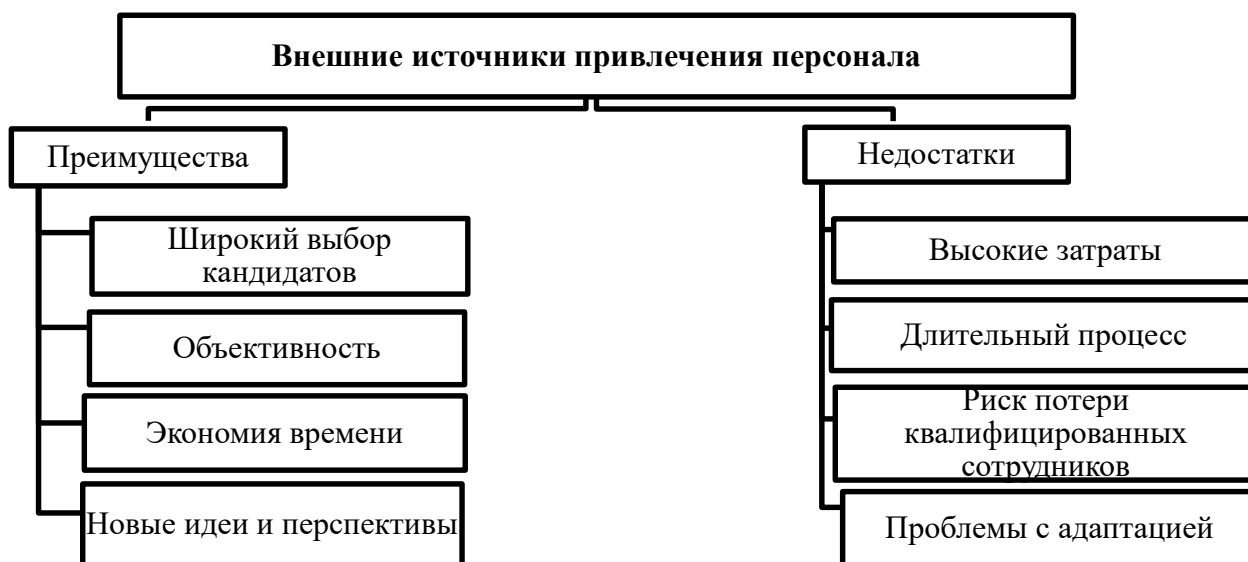 Внешние источники привлечения персонала
Преимущества
Широкий выбор
кандидатов
Объективность
Экономия времени
Новые идеи и перспективы
Недостатки
Высокие затраты
Длительный процесс
Риск потери
квалифицированных
сотрудников
Проблемы с адаптацией